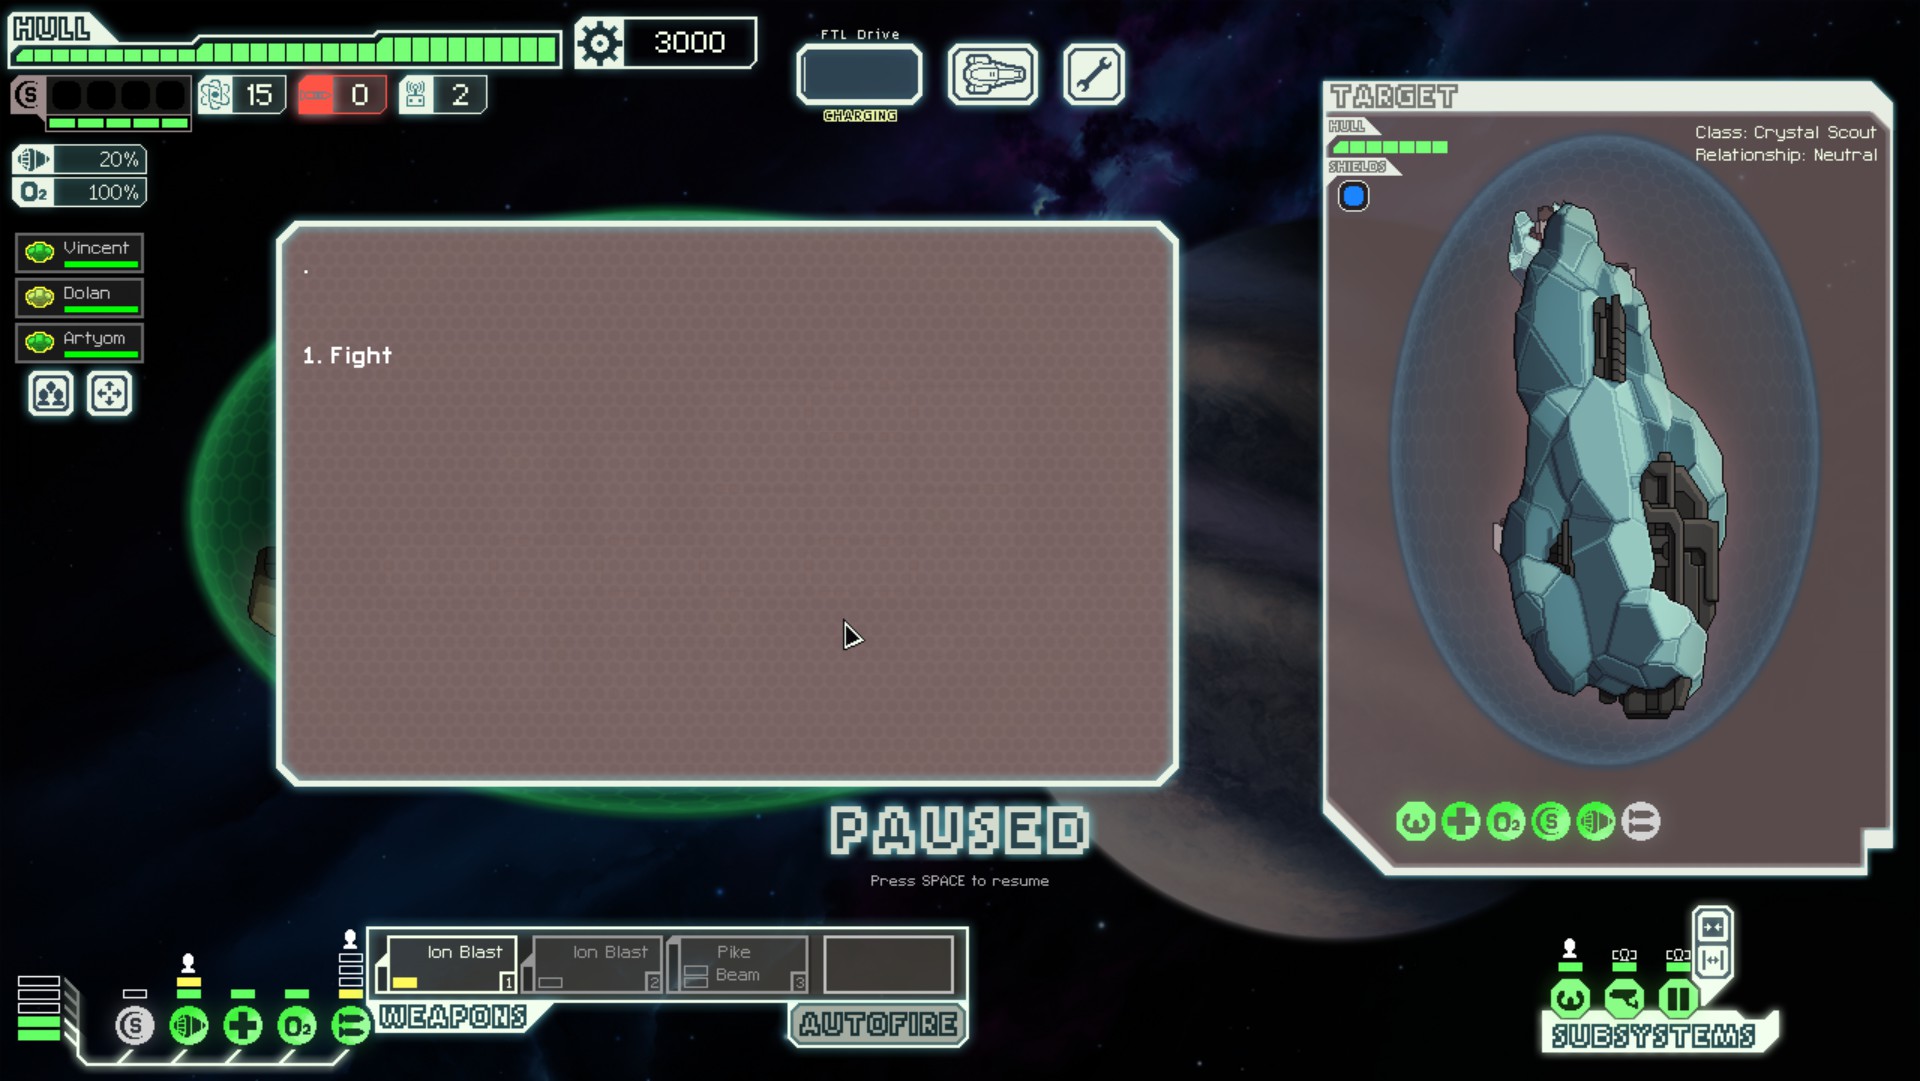 HULL
3000
FTL Drive
CHARGING
S
15
0
2
20%
O2
100%
Vincent
Dolan
Artyom
.
1. Fight
TARGET
HULL
Class: Crystal Scout
Relationship: Neutral
SHIELDS
O2
S
PAUSED
Press SPACE to resume
Ion Blast
1
Ion Blast
2
Pike
Beam
3
WEAPONS
AUTOFIRE
S
O2
SUBSYSTEMS